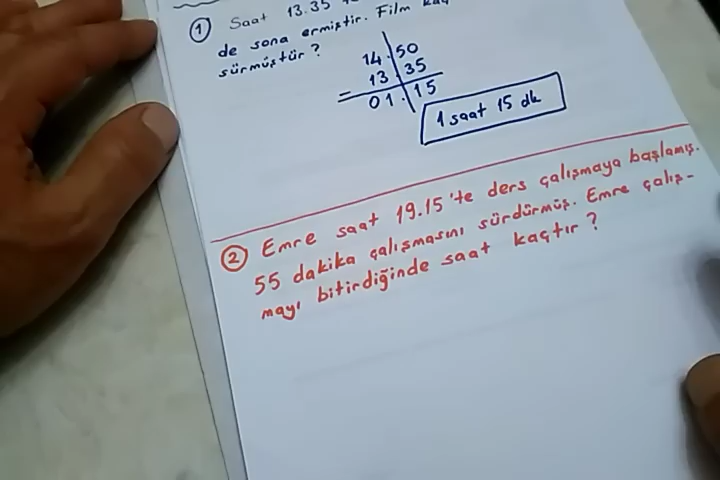 ① Saat 13.35
de sona ermiştir. Film kaç
sürmüştür ?
14.50
13.35
01.15
1 saat 15 dk
② Emre saat 19.15'te ders çalışmaya başlamış.
55 dakika çalışmasını sürdürmüş. Emre çalış-
mayı bitirdiğinde saat kaçtır ?